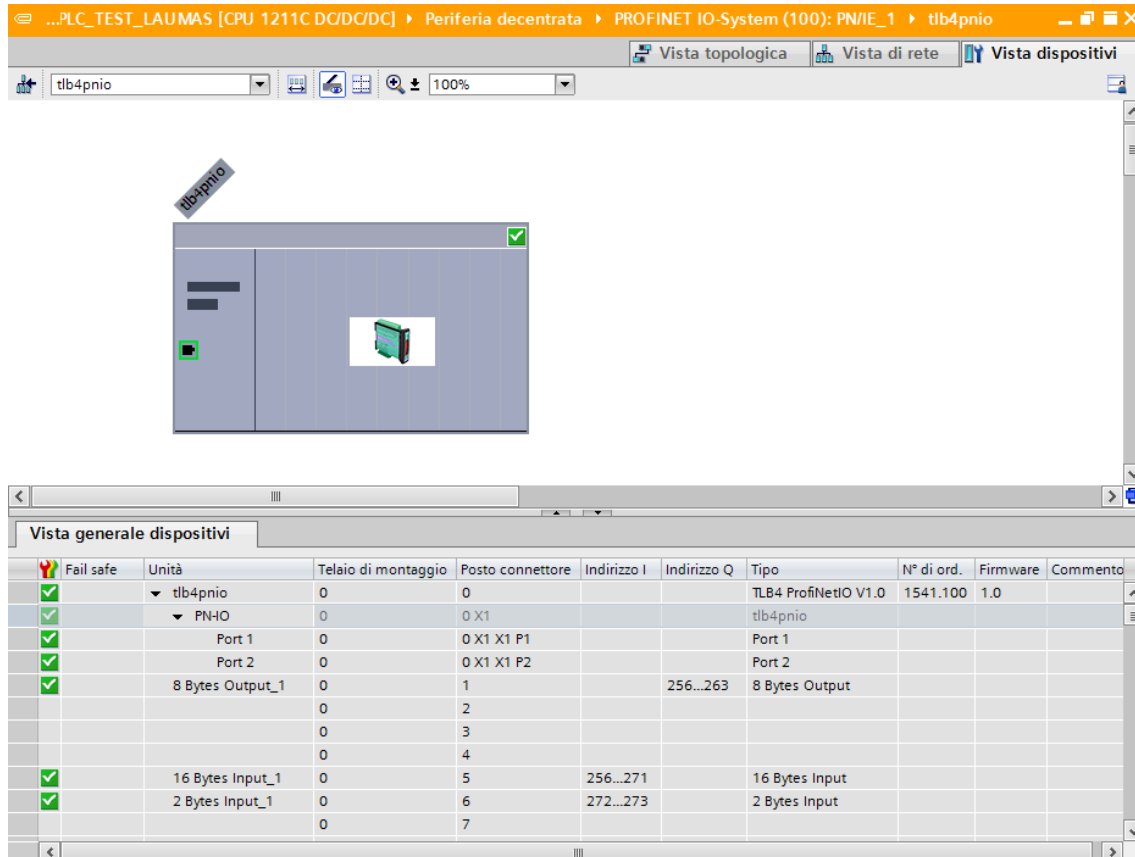 ...PLC_TEST_LAUMAS [CPU 1211C DC/DC/DC] ▸ Periferia decentrata ▸ PROFINET IO-System (100): PN/IE_1 ▸ tlb4pnio
Vista topologica Vista di rete Vista dispositivi
tlb4pnio 100%
tlb4pnio
Vista generale dispositivi
Fail safe Unità Telaio di montaggio Posto connettore Indirizzo I Indirizzo Q Tipo N° di ord. Firmware Commento
tlb4pnio 0 0 TLB4 ProfiNetIO V1.0 1541.100 1.0
PN-IO 0 0 X1 tlb4pnio
Port 1 0 0 X1 X1 P1 Port 1
Port 2 0 0 X1 X1 P2 Port 2
8 Bytes Output_1 0 1 256...263 8 Bytes Output
0 2
0 3
0 4
16 Bytes Input_1 0 5 256...271 16 Bytes Input
2 Bytes Input_1 0 6 272...273 2 Bytes Input
0 7